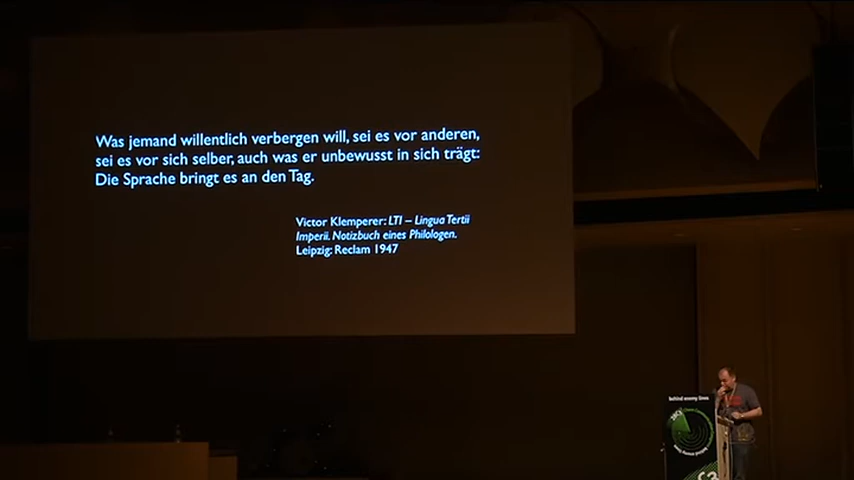 Was jemand willentlich verbergen will, sei es vor anderen,
sei es vor sich selber, auch was er unbewusst in sich trägt:
Die Sprache bringt es an den Tag.
Victor Klemperer: LTI – Lingua Tertii
Imperii. Notizbuch eines Philologen.
Leipzig: Reclam 1947
behind enemy lines